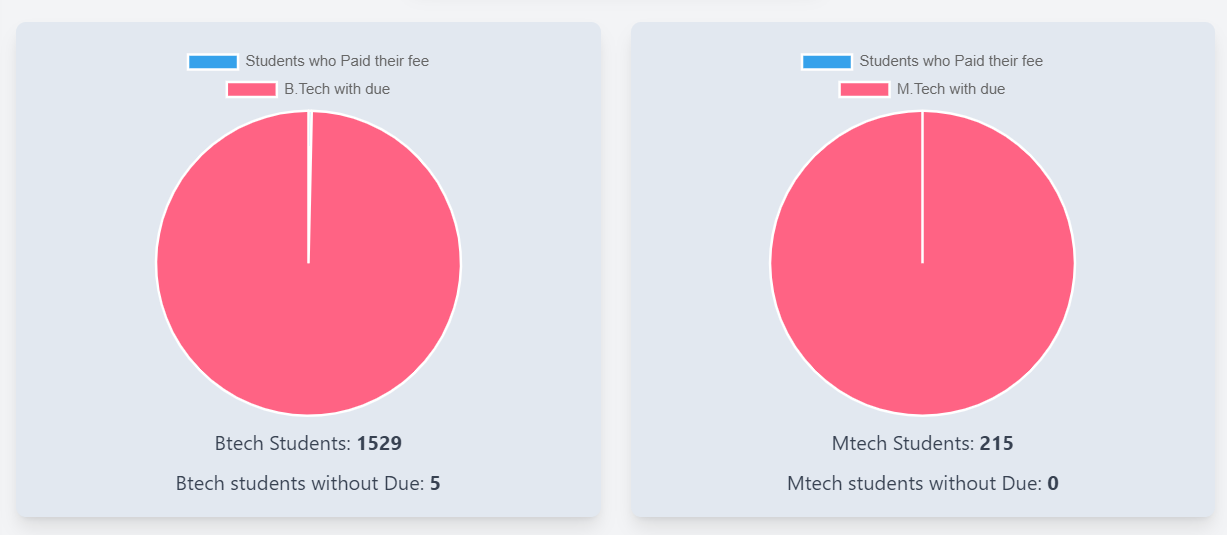 Students who Paid their fee
B.Tech with due
Btech Students: 1529
Btech students without Due: 5
Students who Paid their fee
M.Tech with due
Mtech Students: 215
Mtech students without Due: 0